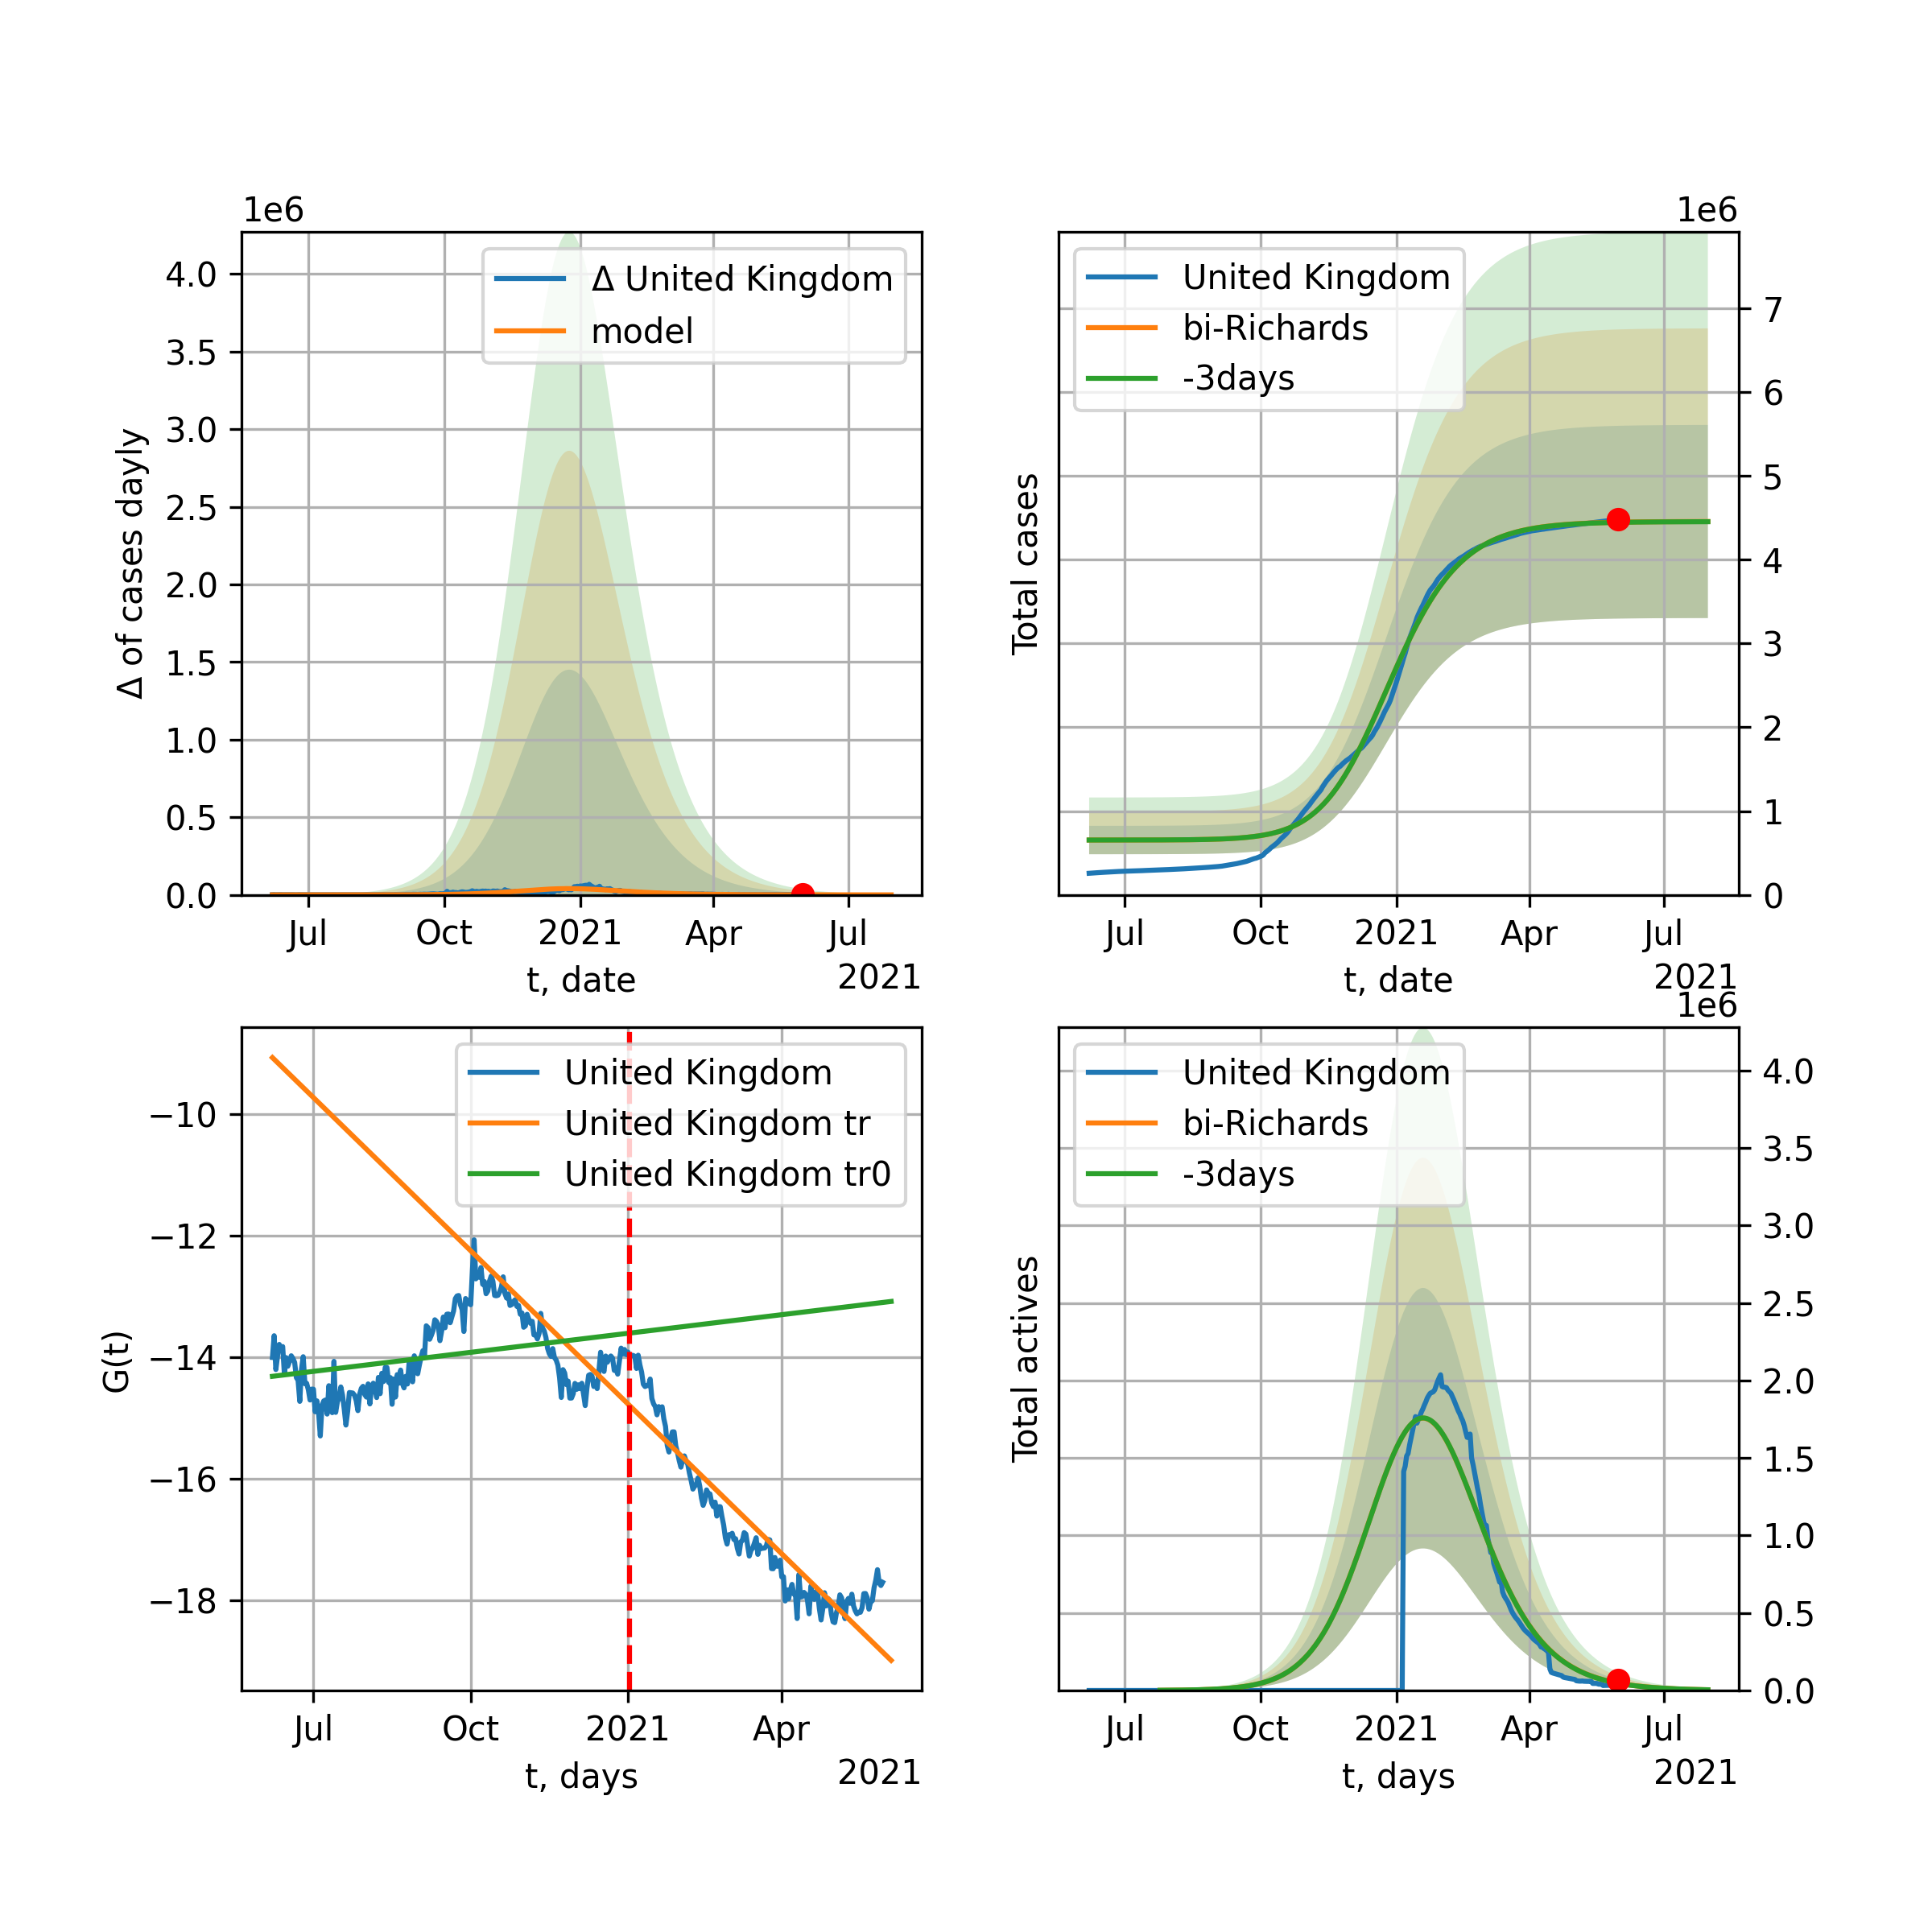 1e6
Δ United Kingdom
model
4.0
3.5
3.0
2.5
2.0
1.5
1.0
0.5
0.0
Δ of cases dayly
Jul
Oct
2021
Apr
Jul
t, date
2021
1e6
United Kingdom
bi-Richards
-3days
7
6
5
4
3
2
1
0
Total cases
Jul
Oct
2021
Apr
Jul
t, date
2021
United Kingdom
United Kingdom tr
United Kingdom tr0
−10
−12
−14
−16
−18
G(t)
Jul
Oct
2021
Apr
t, days
2021
1e6
United Kingdom
bi-Richards
-3days
4.0
3.5
3.0
2.5
2.0
1.5
1.0
0.5
0.0
Total actives
Jul
Oct
2021
Apr
Jul
t, days
2021